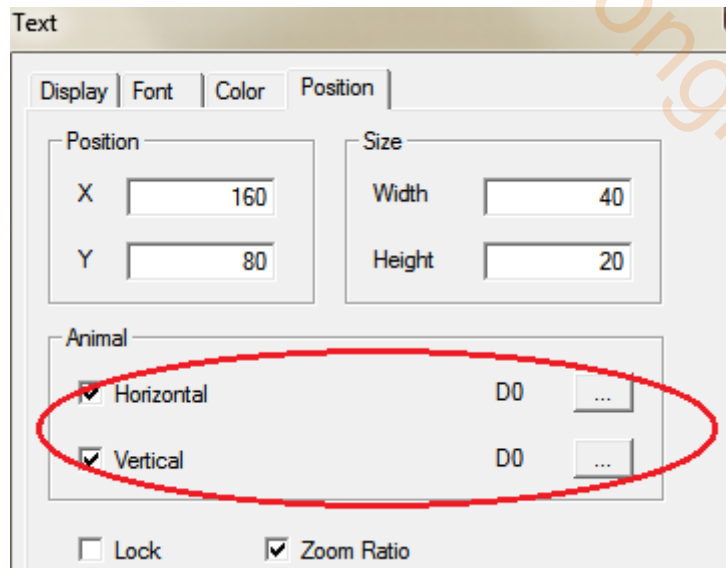 Text
Display Font Color Position
Position Size
X 160 Width 40
Y 80 Height 20
Animal
Horizontal D0 ...
Vertical D0 ...
Lock Zoom Ratio